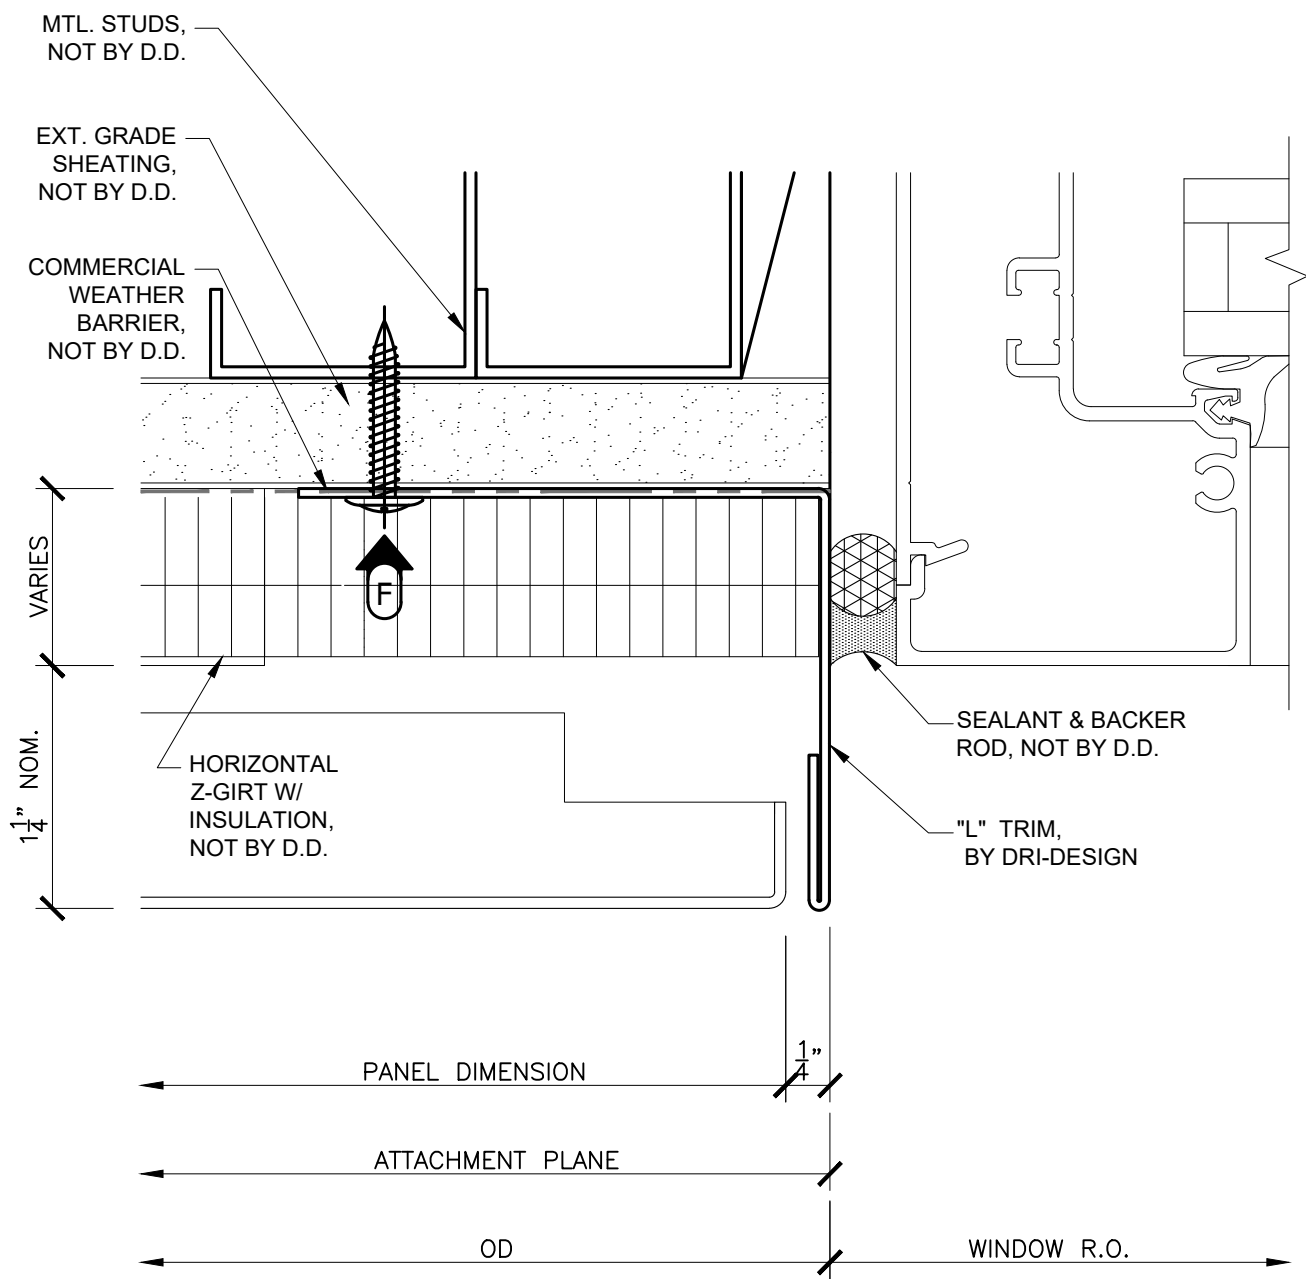 MTL. STUDS,
NOT BY D.D.
EXT. GRADE
SHEATING,
NOT BY D.D.
COMMERCIAL
WEATHER
BARRIER,
NOT BY D.D.
VARIES
F
1 1/4" NOM.
HORIZONTAL
Z-GIRT W/
INSULATION,
NOT BY D.D.
SEALANT & BACKER
ROD, NOT BY D.D.
"L" TRIM,
BY DRI-DESIGN
PANEL DIMENSION
1/4"
ATTACHMENT PLANE
OD
WINDOW R.O.